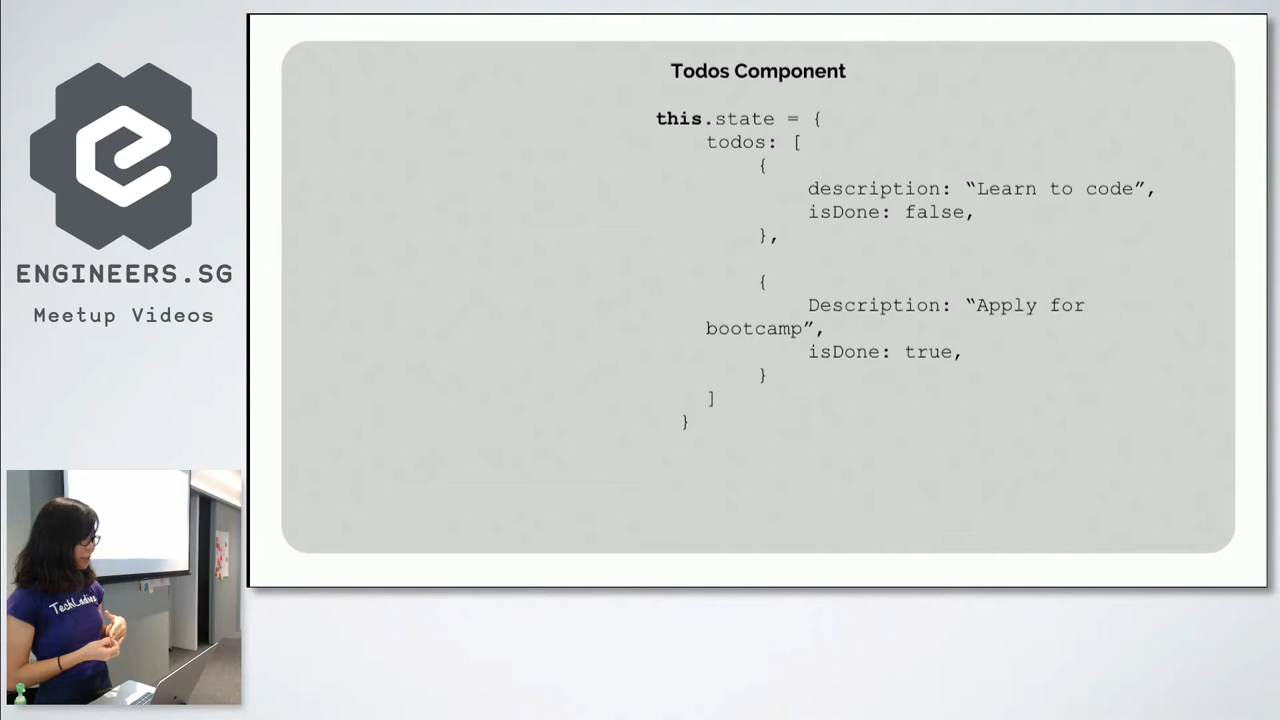 ENGINEERS.SG
Meetup Videos
TechLadies
Todos Component
this.state = {
todos: [
{
description: “Learn to code”,
isDone: false,
},
{
Description: “Apply for
bootcamp”,
isDone: true,
}
]
}